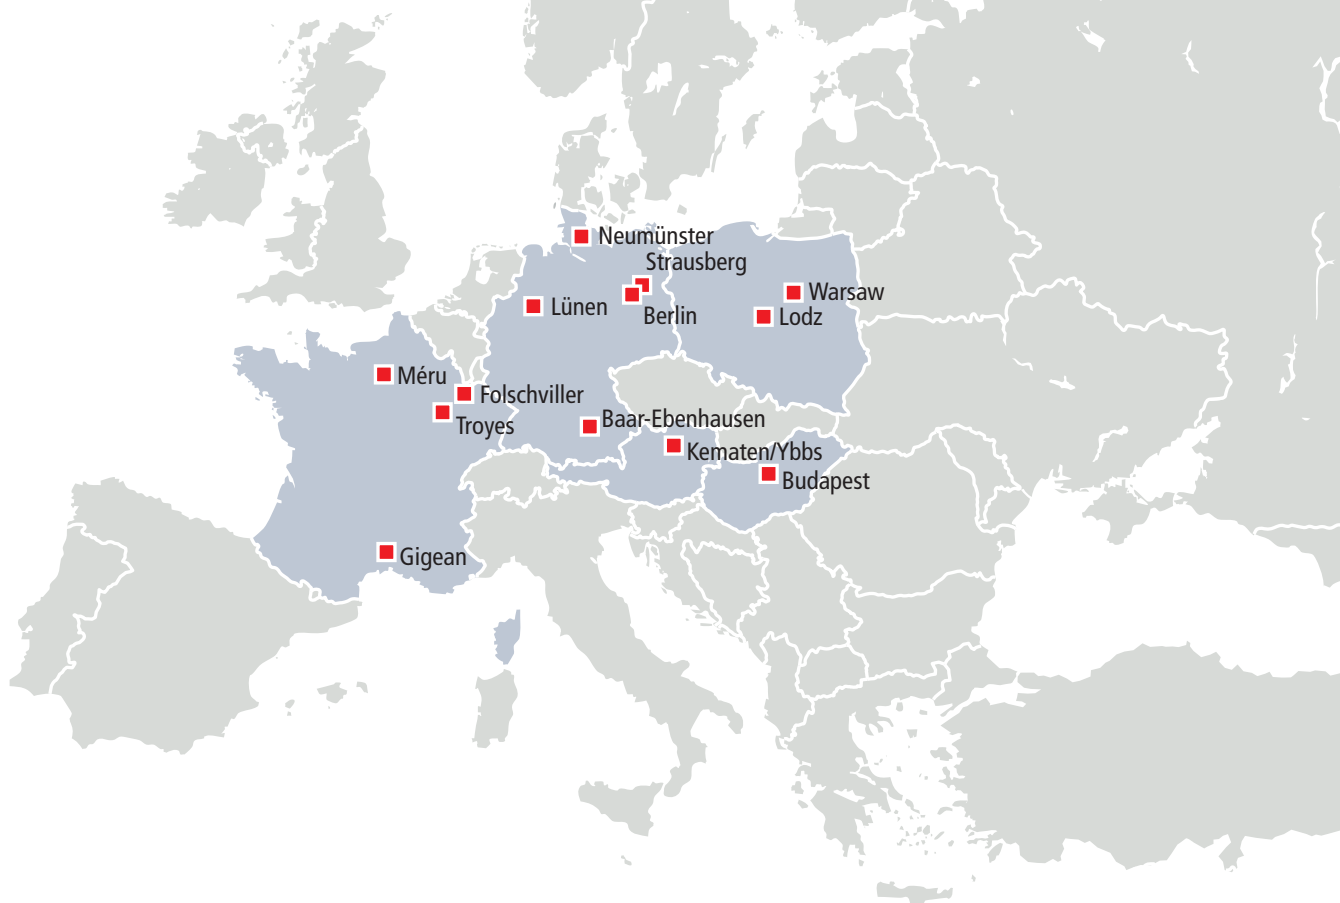 Neumünster
Strausberg
Warsaw
Lünen
Berlin
Lodz
Méru
Folschviller
Troyes
Baar-Ebenhausen
Kematen/Ybbs
Budapest
Gigean